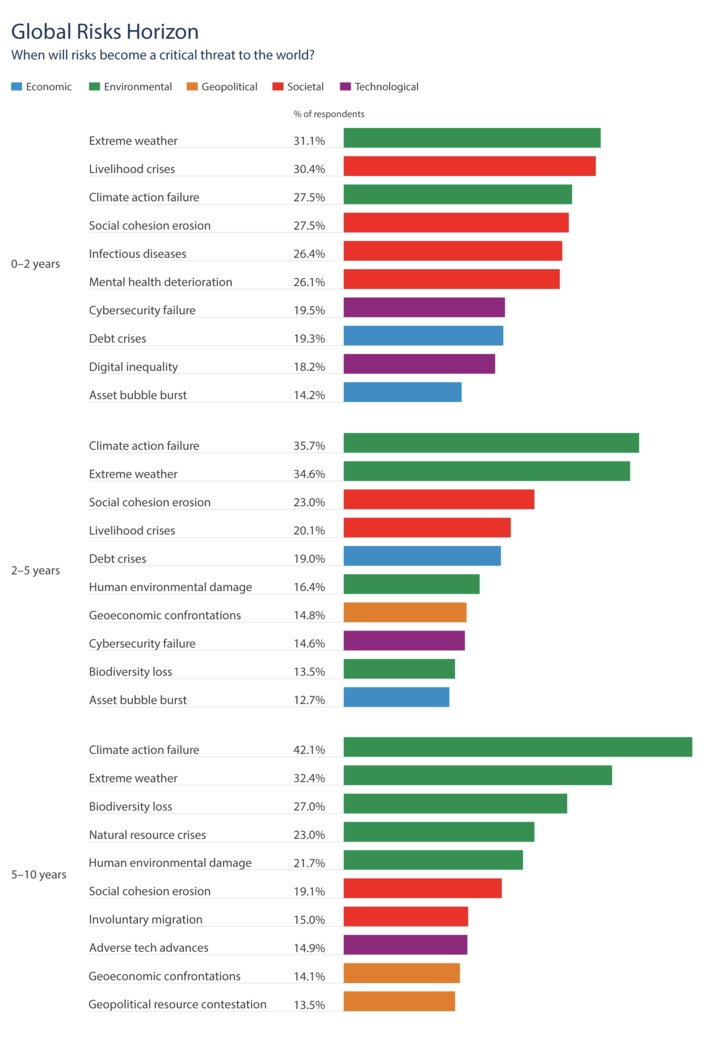 Global Risks Horizon
When will risks become a critical threat to the world?
Economic Environmental Geopolitical Societal Technological
% of respondents
0–2 years
Extreme weather 31.1%
Livelihood crises 30.4%
Climate action failure 27.5%
Social cohesion erosion 27.5%
Infectious diseases 26.4%
Mental health deterioration 26.1%
Cybersecurity failure 19.5%
Debt crises 19.3%
Digital inequality 18.2%
Asset bubble burst 14.2%
2–5 years
Climate action failure 35.7%
Extreme weather 34.6%
Social cohesion erosion 23.0%
Livelihood crises 20.1%
Debt crises 19.0%
Human environmental damage 16.4%
Geoeconomic confrontations 14.8%
Cybersecurity failure 14.6%
Biodiversity loss 13.5%
Asset bubble burst 12.7%
5–10 years
Climate action failure 42.1%
Extreme weather 32.4%
Biodiversity loss 27.0%
Natural resource crises 23.0%
Human environmental damage 21.7%
Social cohesion erosion 19.1%
Involuntary migration 15.0%
Adverse tech advances 14.9%
Geoeconomic confrontations 14.1%
Geopolitical resource contestation 13.5%